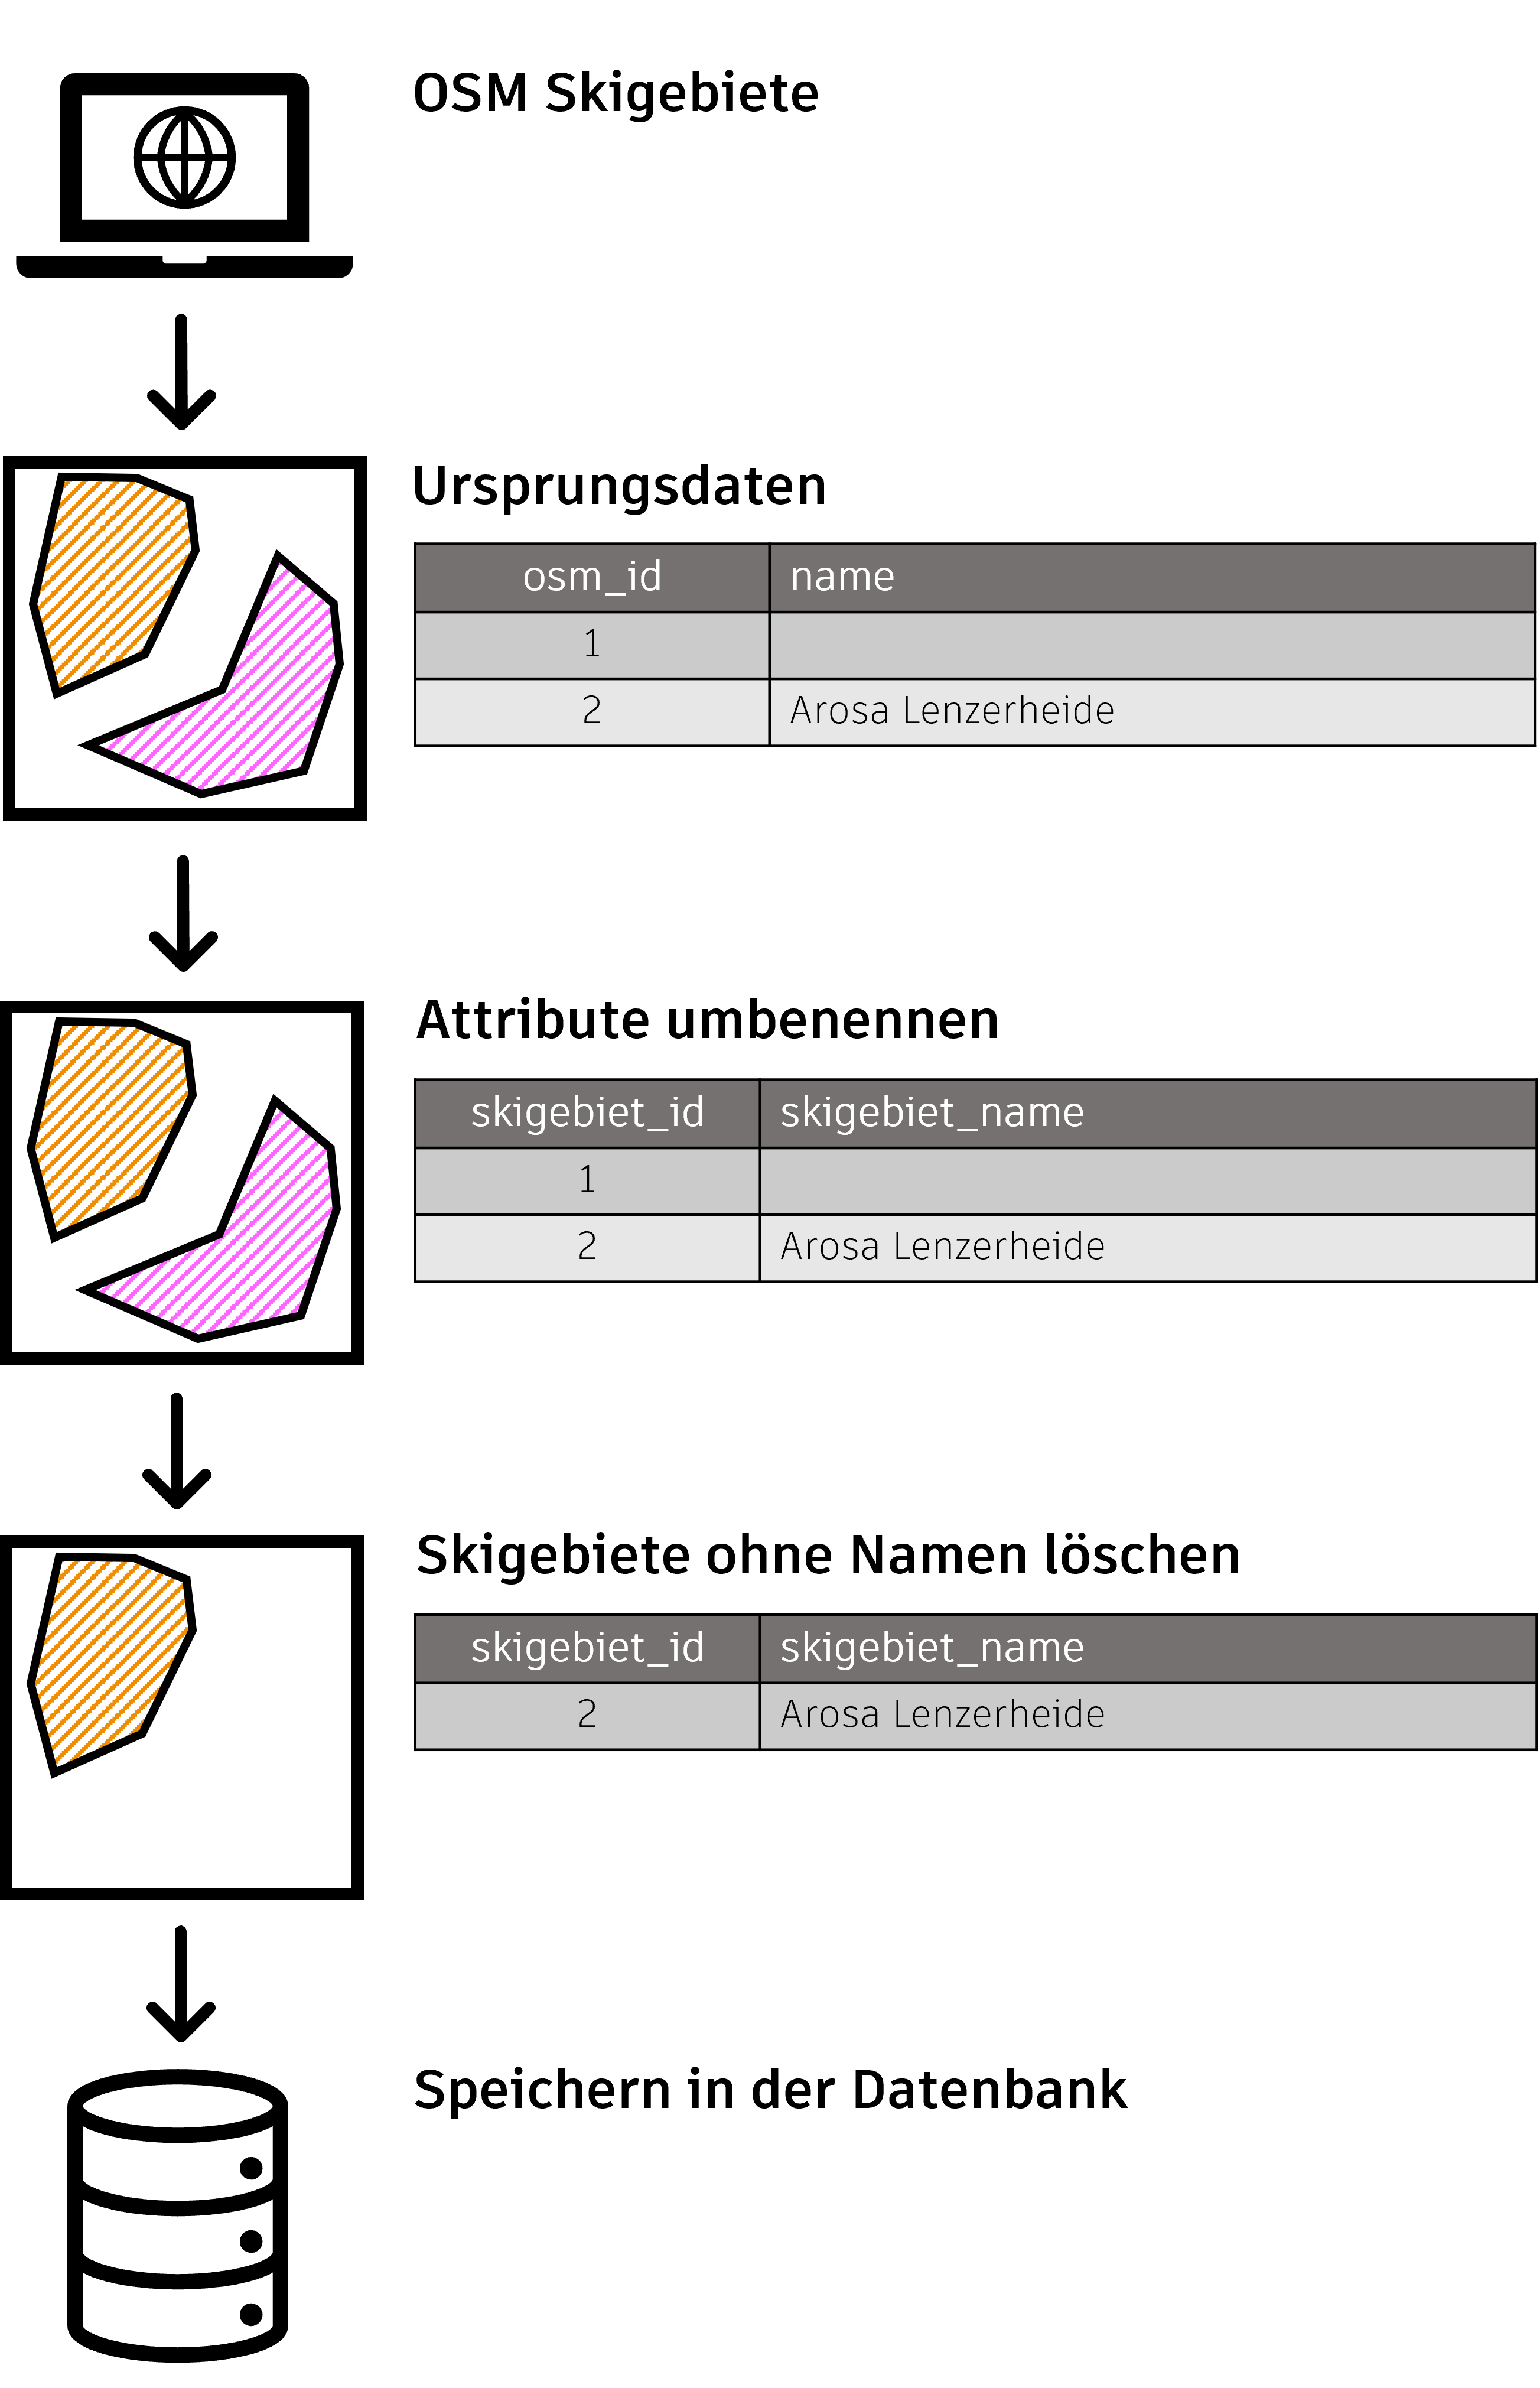 OSM Skigebiete
Ursprungsdaten
osm_id name
1
2 Arosa Lenzerheide
Attribute umbenennen
skigebiet_id skigebiet_name
1
2 Arosa Lenzerheide
Skigebiete ohne Namen löschen
skigebiet_id skigebiet_name
2 Arosa Lenzerheide
Speichern in der Datenbank